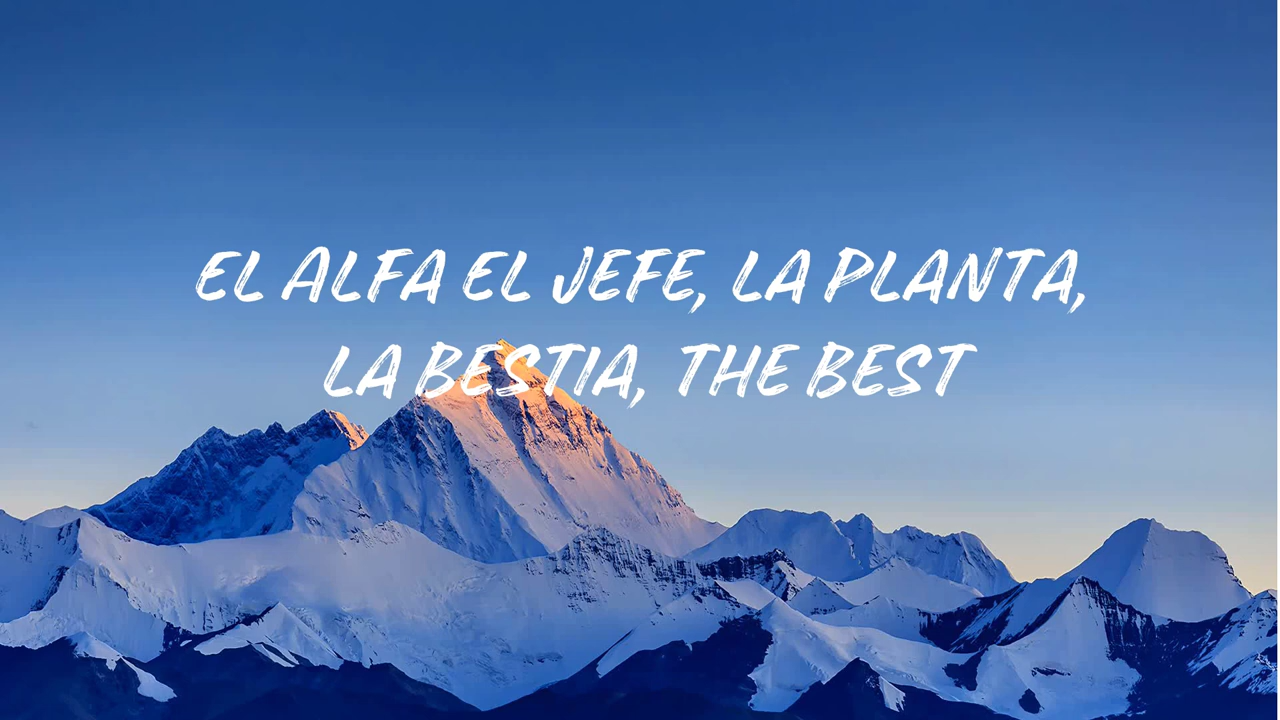 EL ALFA EL JEFE, LA PLANTA,
LA BESTIA, THE BEST